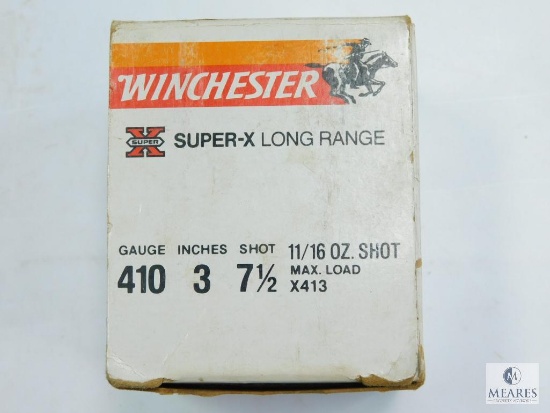 WINCHESTER
SUPER X SUPER-X LONG RANGE
GAUGE INCHES SHOT 11/16 OZ. SHOT
410 3 7½ MAX. LOAD
X413
M
MEARES